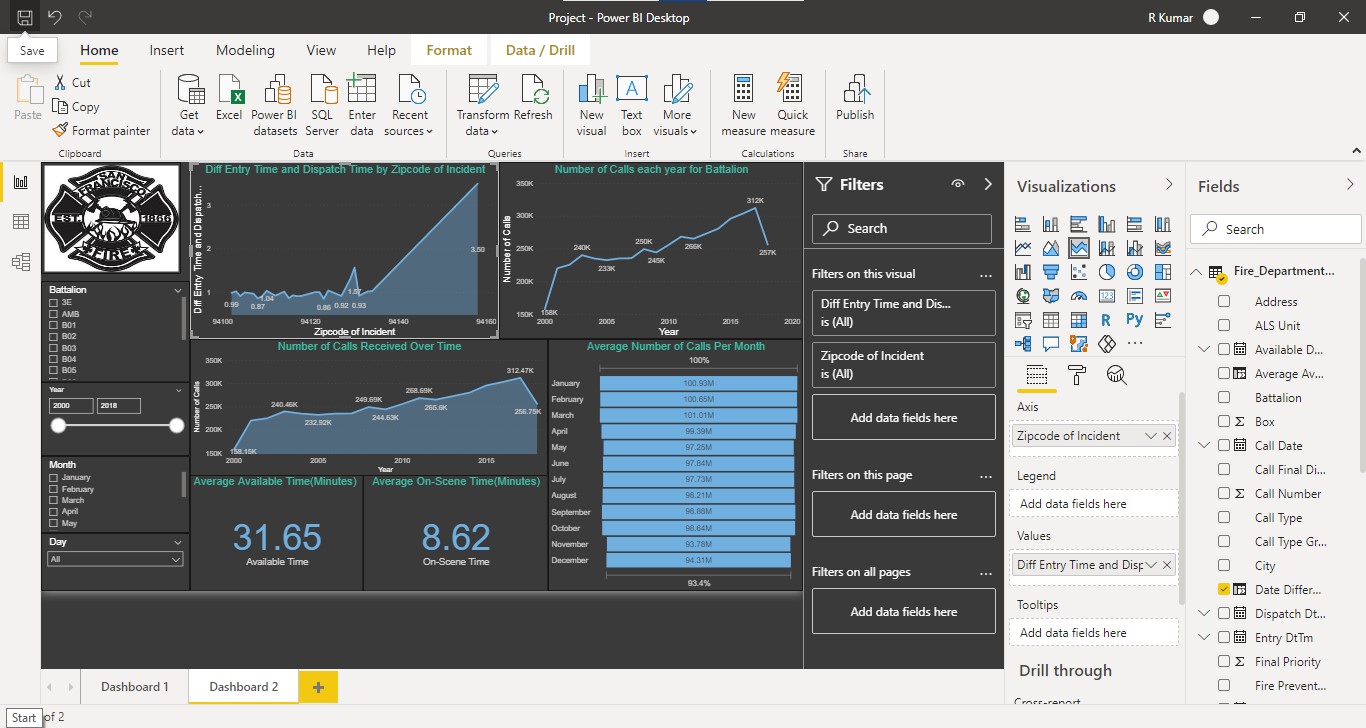 Project - Power BI Desktop
R Kumar
Save
Home
Insert
Modeling
View
Help
Format
Data / Drill
Paste
Cut
Copy
Format painter
Clipboard
Get data
Excel
Power BI datasets
SQL Server
Enter data
Recent sources
Data
Transform data
Refresh
Queries
New visual
Text box
More visuals
Insert
New measure
Quick measure
Calculations
Publish
Share
SAN FRANCISCO
EST. 1866
FIRE
Battalion
3E
AMB
B01
B02
B03
B04
B05
Year
2000 2018
Month
January
February
March
April
May
Day
All
Diff Entry Time and Dispatch Time by Zipcode of Incident
Diff Entry Time and Dispatch...
3
2
1
0.99
0.87
1.04
0.86
0.92
1.57
0.93
3.50
94100 94120 94140 94160
Zipcode of Incident
Number of Calls each year for Battalion
Number of Calls
350K
300K
250K
200K
150K
158K
240K
233K
250K
245K
266K
312K
257K
2000 2005 2010 2015 2020
Year
Number of Calls Received Over Time
Number of Calls
350K
300K
250K
200K
150K
158.15K
240.46K
232.92K
249.69K
244.63K
268.69K
265.6K
312.47K
256.75K
2000 2005 2010 2015
Year
Average Number of Calls Per Month
100%
January 100.93M
February 100.65M
March 101.01M
April 99.39M
May 97.25M
June 97.84M
July 97.73M
August 98.21M
September 98.88M
October 98.64M
November 93.78M
December 94.31M
93.4%
Average Available Time(Minutes)
31.65
Available Time
Average On-Scene Time(Minutes)
8.62
On-Scene Time
Filters
Search
Filters on this visual ...
Diff Entry Time and Dis...
is (All)
Zipcode of Incident
is (All)
Add data fields here
Filters on this page ...
Add data fields here
Filters on all pages ...
Add data fields here
Visualizations
R
Py
...
Axis
Zipcode of Incident
Legend
Add data fields here
Values
Diff Entry Time and Disp
Tooltips
Add data fields here
Drill through
Cross-report
Fields
Search
Fire_Department...
Address
ALS Unit
Available D...
Average Av...
Battalion
Box
Call Date
Call Final Di...
Call Number
Call Type
Call Type Gr...
City
Date Differ...
Dispatch Dt...
Entry DtTm
Final Priority
Fire Prevent...
Dashboard 1
Dashboard 2
Start
of 2